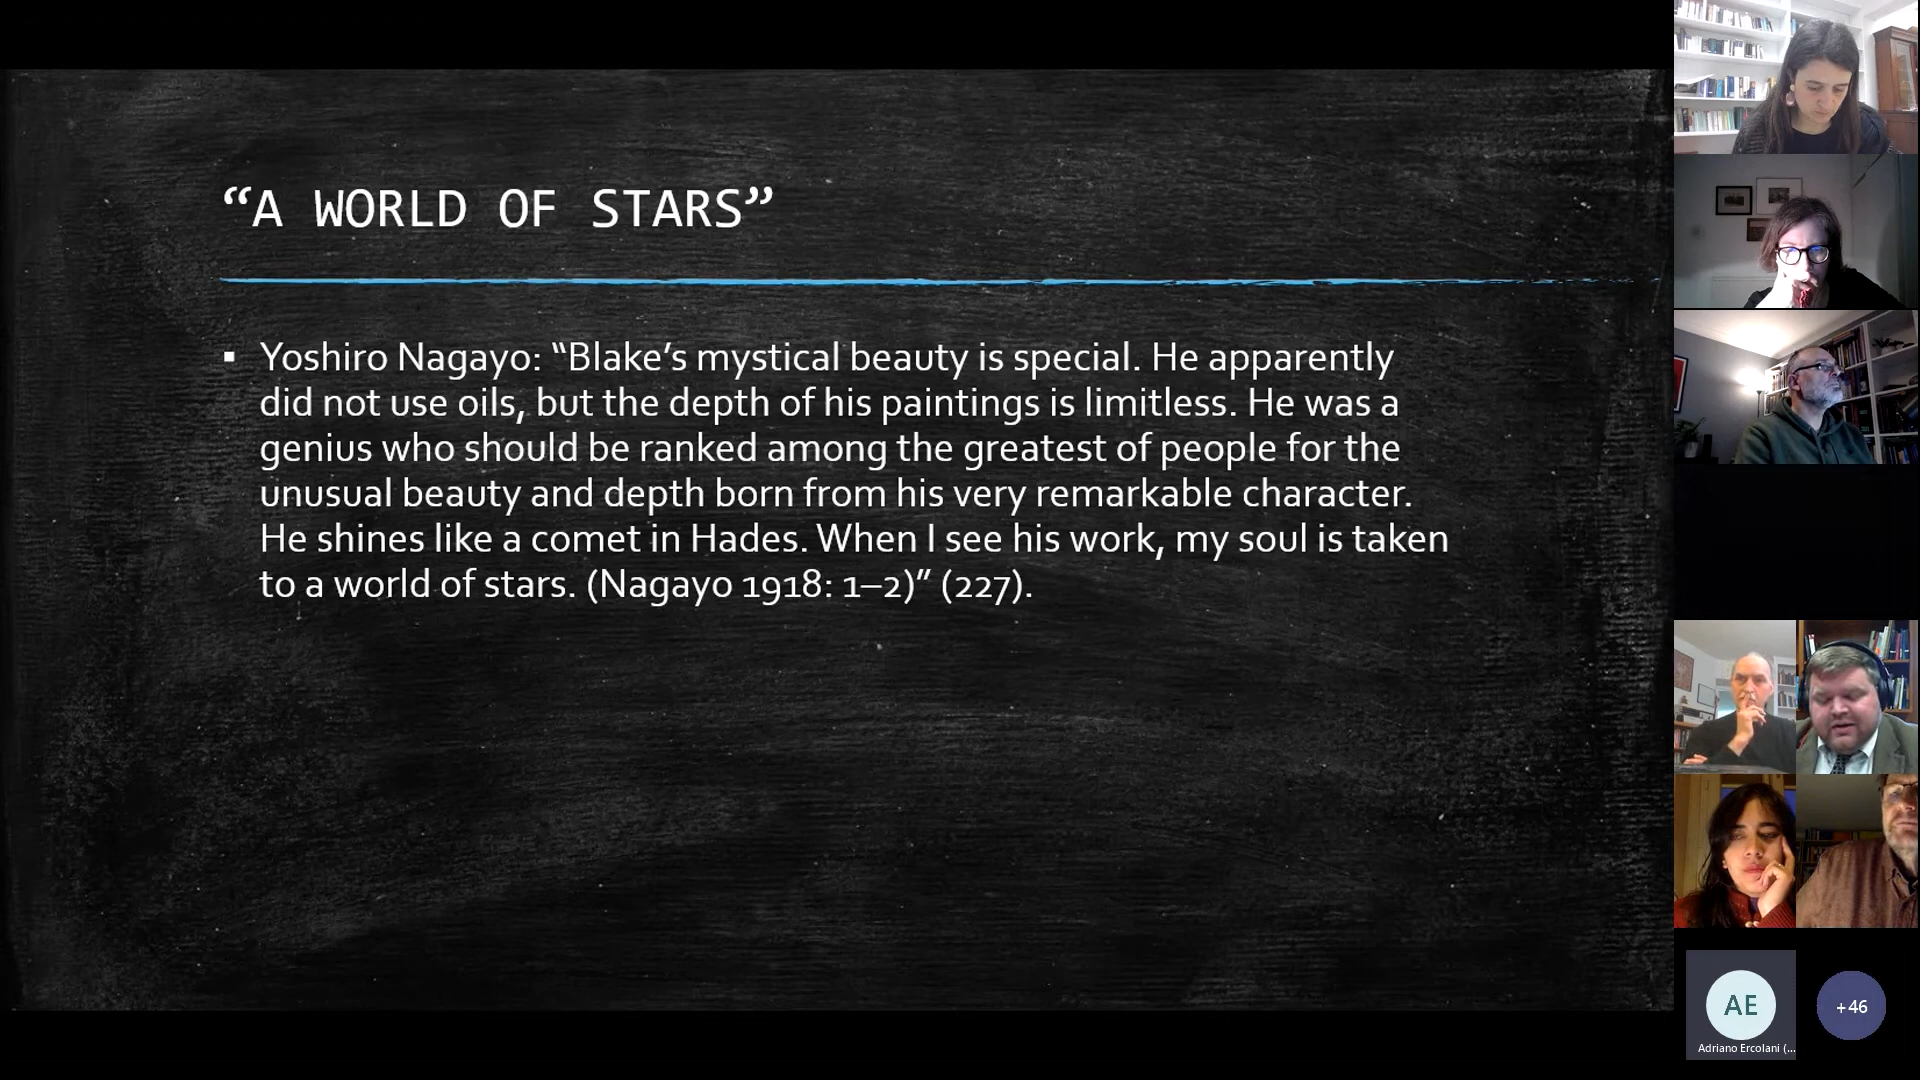 “A WORLD OF STARS”
▪ Yoshiro Nagayo: “Blake’s mystical beauty is special. He apparently
did not use oils, but the depth of his paintings is limitless. He was a
genius who should be ranked among the greatest of people for the
unusual beauty and depth born from his very remarkable character.
He shines like a comet in Hades. When I see his work, my soul is taken
to a world of stars. (Nagayo 1918: 1–2)” (227).
AE
Adriano Ercolani (...
+46